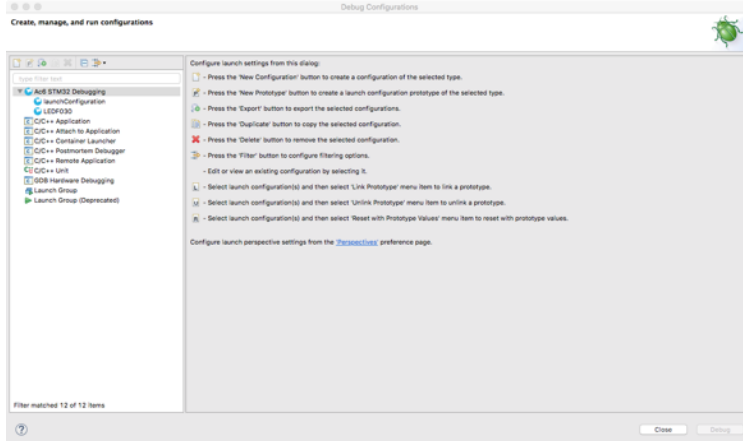 Debug Configurations
Create, manage, and run configurations
type filter text
Ac6 STM32 Debugging
launchConfiguration
LEDF030
C/C++ Application
C/C++ Attach to Application
C/C++ Container Launcher
C/C++ Postmortem Debugger
C/C++ Remote Application
C/C++ Unit
GDB Hardware Debugging
Launch Group
Launch Group (Deprecated)
Filter matched 12 of 12 items
Configure launch settings from this dialog:
- Press the 'New Configuration' button to create a configuration of the selected type.
- Press the 'New Prototype' button to create a launch configuration prototype of the selected type.
- Press the 'Export' button to export the selected configurations.
- Press the 'Duplicate' button to copy the selected configuration.
- Press the 'Delete' button to remove the selected configuration.
- Press the 'Filter' button to configure filtering options.
- Edit or view an existing configuration by selecting it.
- Select launch configuration(s) and then select 'Link Prototype' menu item to link a prototype.
- Select launch configuration(s) and then select 'Unlink Prototype' menu item to unlink a prototype.
- Select launch configuration(s) and then select 'Reset with Prototype Values' menu item to reset with prototype values.
Configure launch perspective settings from the 'Perspectives' preference page.
Close
Debug